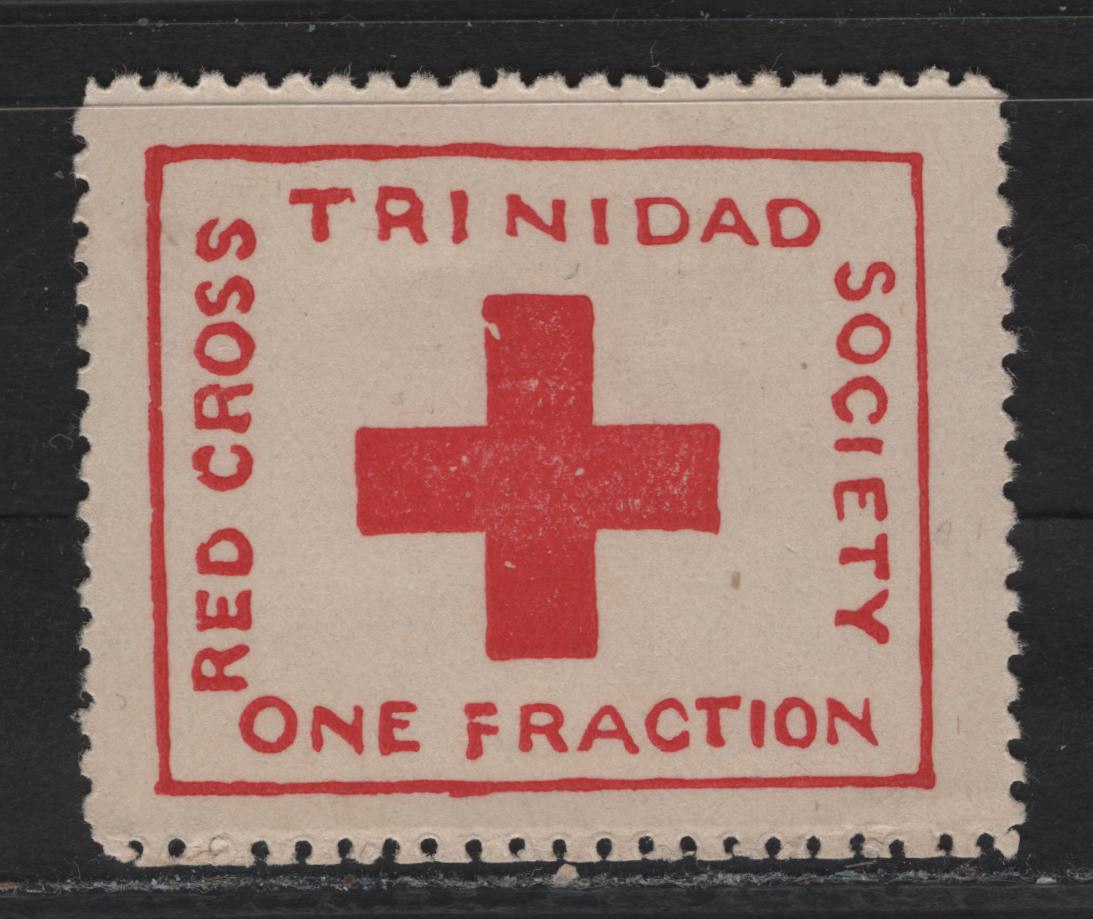 TRINIDAD
RED CROSS
SOCIETY
ONE FRACTION